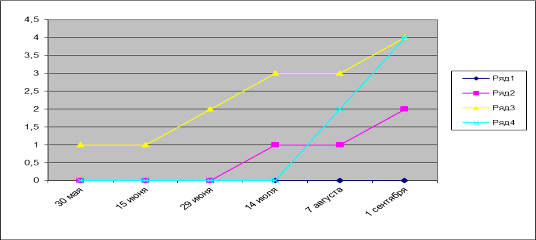 4,5
4
3,5
3
2,5
2
1,5
1
0,5
0
30 мая
15 июня
29 июня
14 июля
7 августа
1 сентября
Ряд1
Ряд2
Ряд3
Ряд4